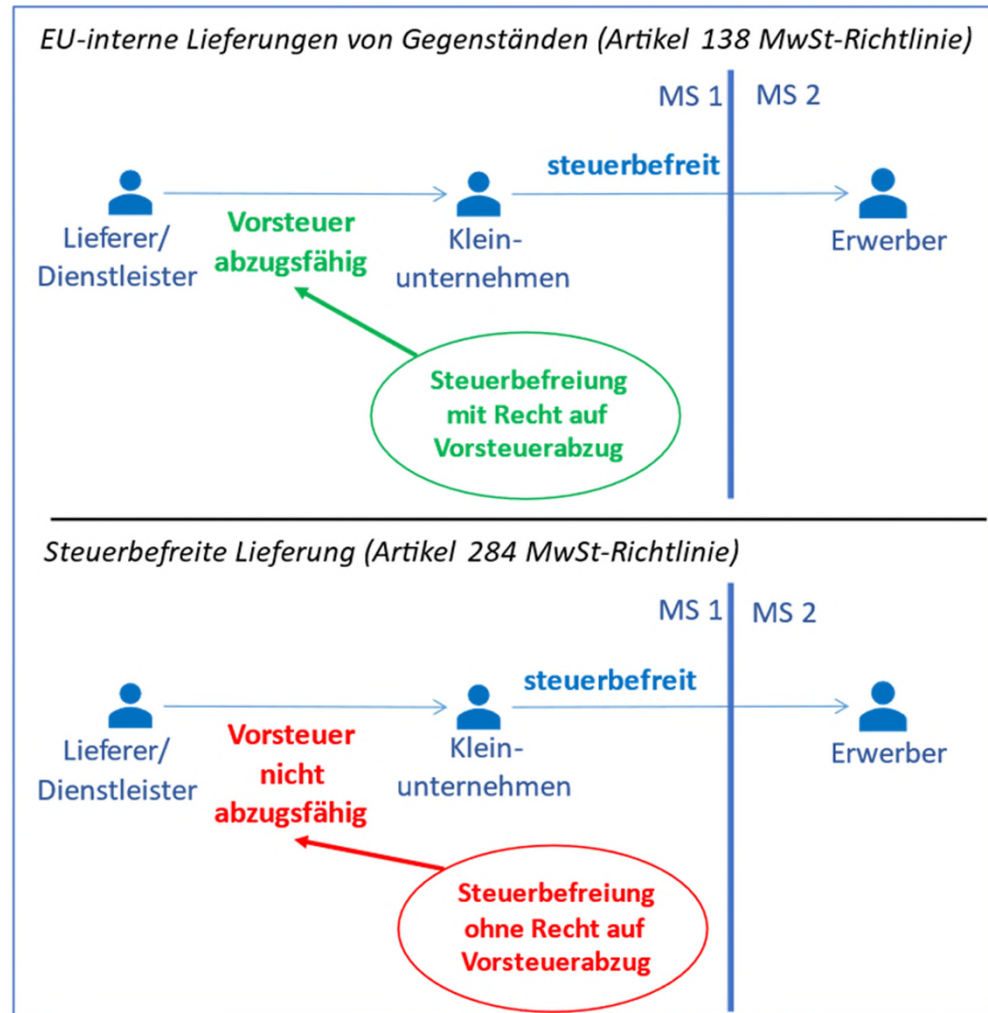 EU-interne Lieferungen von Gegenständen (Artikel 138 MwSt-Richtlinie)
MS 1
MS 2
steuerbefreit
Lieferer/
Dienstleister
Vorsteuer
abzugsfähig
Klein-
unternehmen
Erwerber
Steuerbefreiung
mit Recht auf
Vorsteuerabzug
Steuerbefreite Lieferung (Artikel 284 MwSt-Richtlinie)
MS 1
MS 2
steuerbefreit
Lieferer/
Dienstleister
Vorsteuer
nicht
abzugsfähig
Klein-
unternehmen
Erwerber
Steuerbefreiung
ohne Recht auf
Vorsteuerabzug